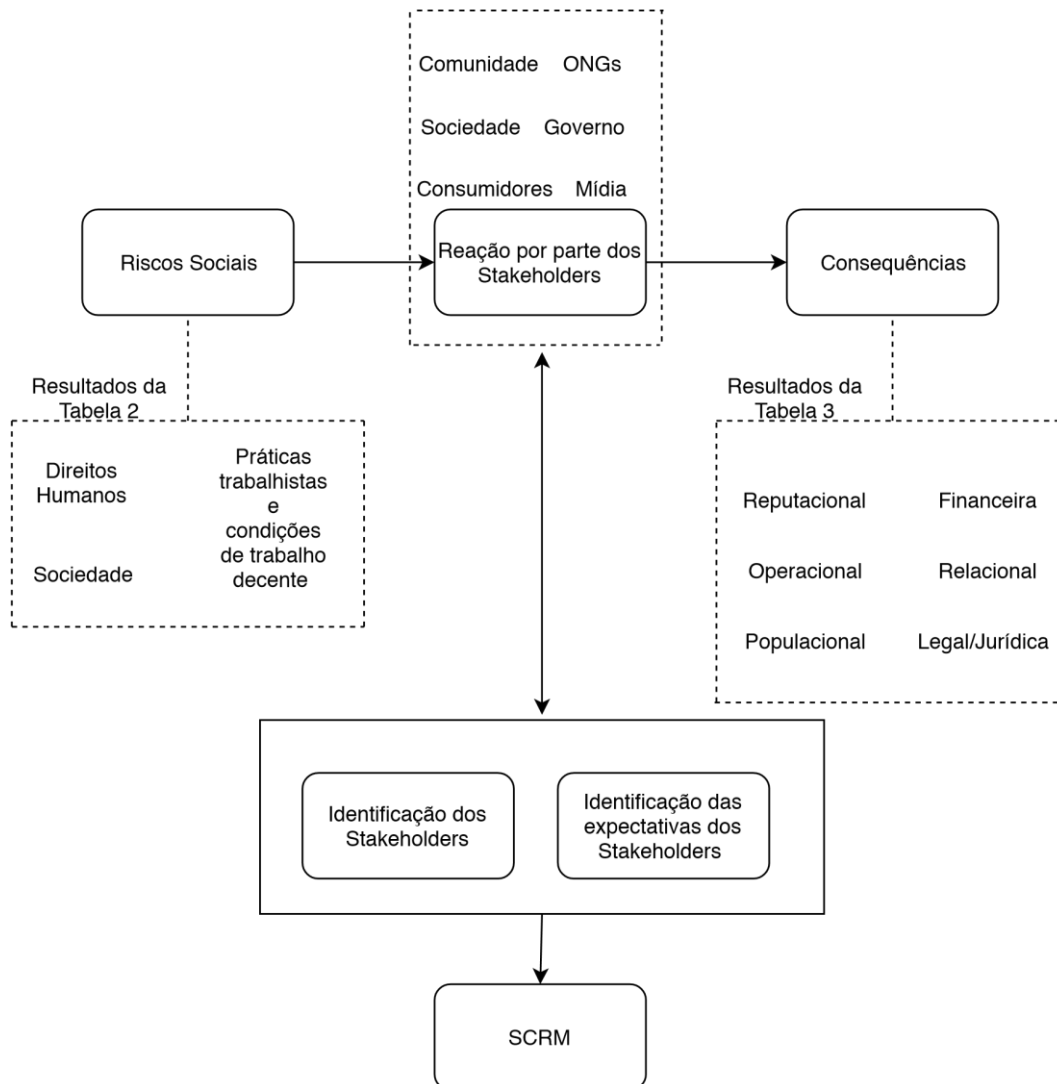 Comunidade ONGs
Sociedade Governo
Consumidores Mídia
Riscos Sociais
Reação por parte dos
Stakeholders
Consequências
Resultados da
Tabela 2
Direitos
Humanos
Sociedade
Práticas
trabalhistas
e
condições
de trabalho
decente
Resultados da
Tabela 3
Reputacional Financeira
Operacional Relacional
Populacional Legal/Jurídica
Identificação dos
Stakeholders
Identificação das
expectativas dos
Stakeholders
SCRM